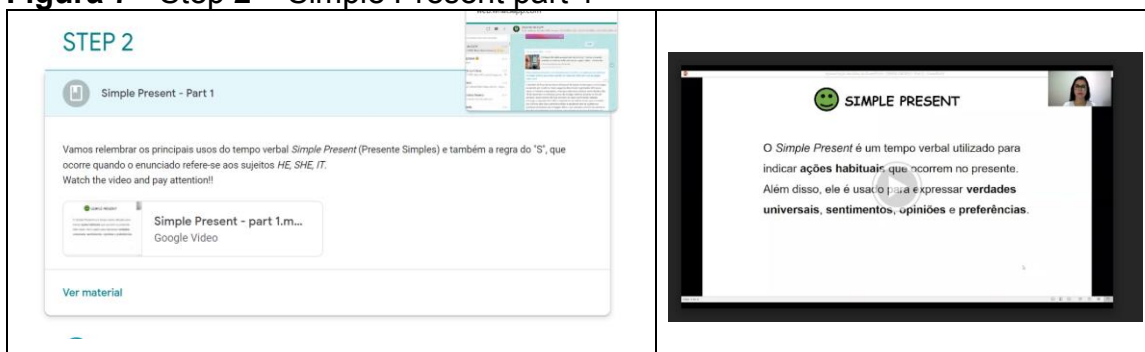 Figura 7 - Step 2 – Simple Present part 1
web.whatsapp.com
STEP 2
Simple Present - Part 1
Vamos relembrar os principais usos do tempo verbal Simple Present (Presente Simples) e também a regra do "S", que
ocorre quando o enunciado refere-se aos sujeitos HE, SHE, IT.
Watch the video and pay attention!!
Simple Present - part 1.m...
Google Video
Ver material
SIMPLE PRESENT
O Simple Present é um tempo verbal utilizado para
indicar ações habituais que ocorrem no presente.
Além disso, ele é usado para expressar verdades
universais, sentimentos, opiniões e preferências.